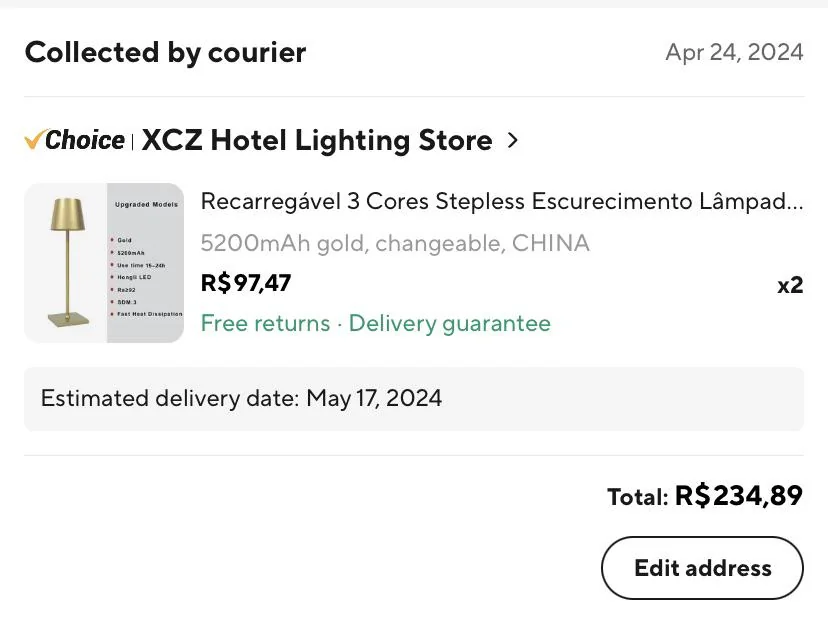 Collected by courier
Apr 24, 2024
Choice | XCZ Hotel Lighting Store >
Upgraded Models
Gold
5200mAh
Use time 15-24h
Hongli LED
Ra≥92
SDM:3
Fast Heat Dissipation
Recarregável 3 Cores Stepless Escurecimento Lâmpad...
5200mAh gold, changeable, CHINA
R$97,47
x2
Free returns · Delivery guarantee
Estimated delivery date: May 17, 2024
Total: R$234,89
Edit address